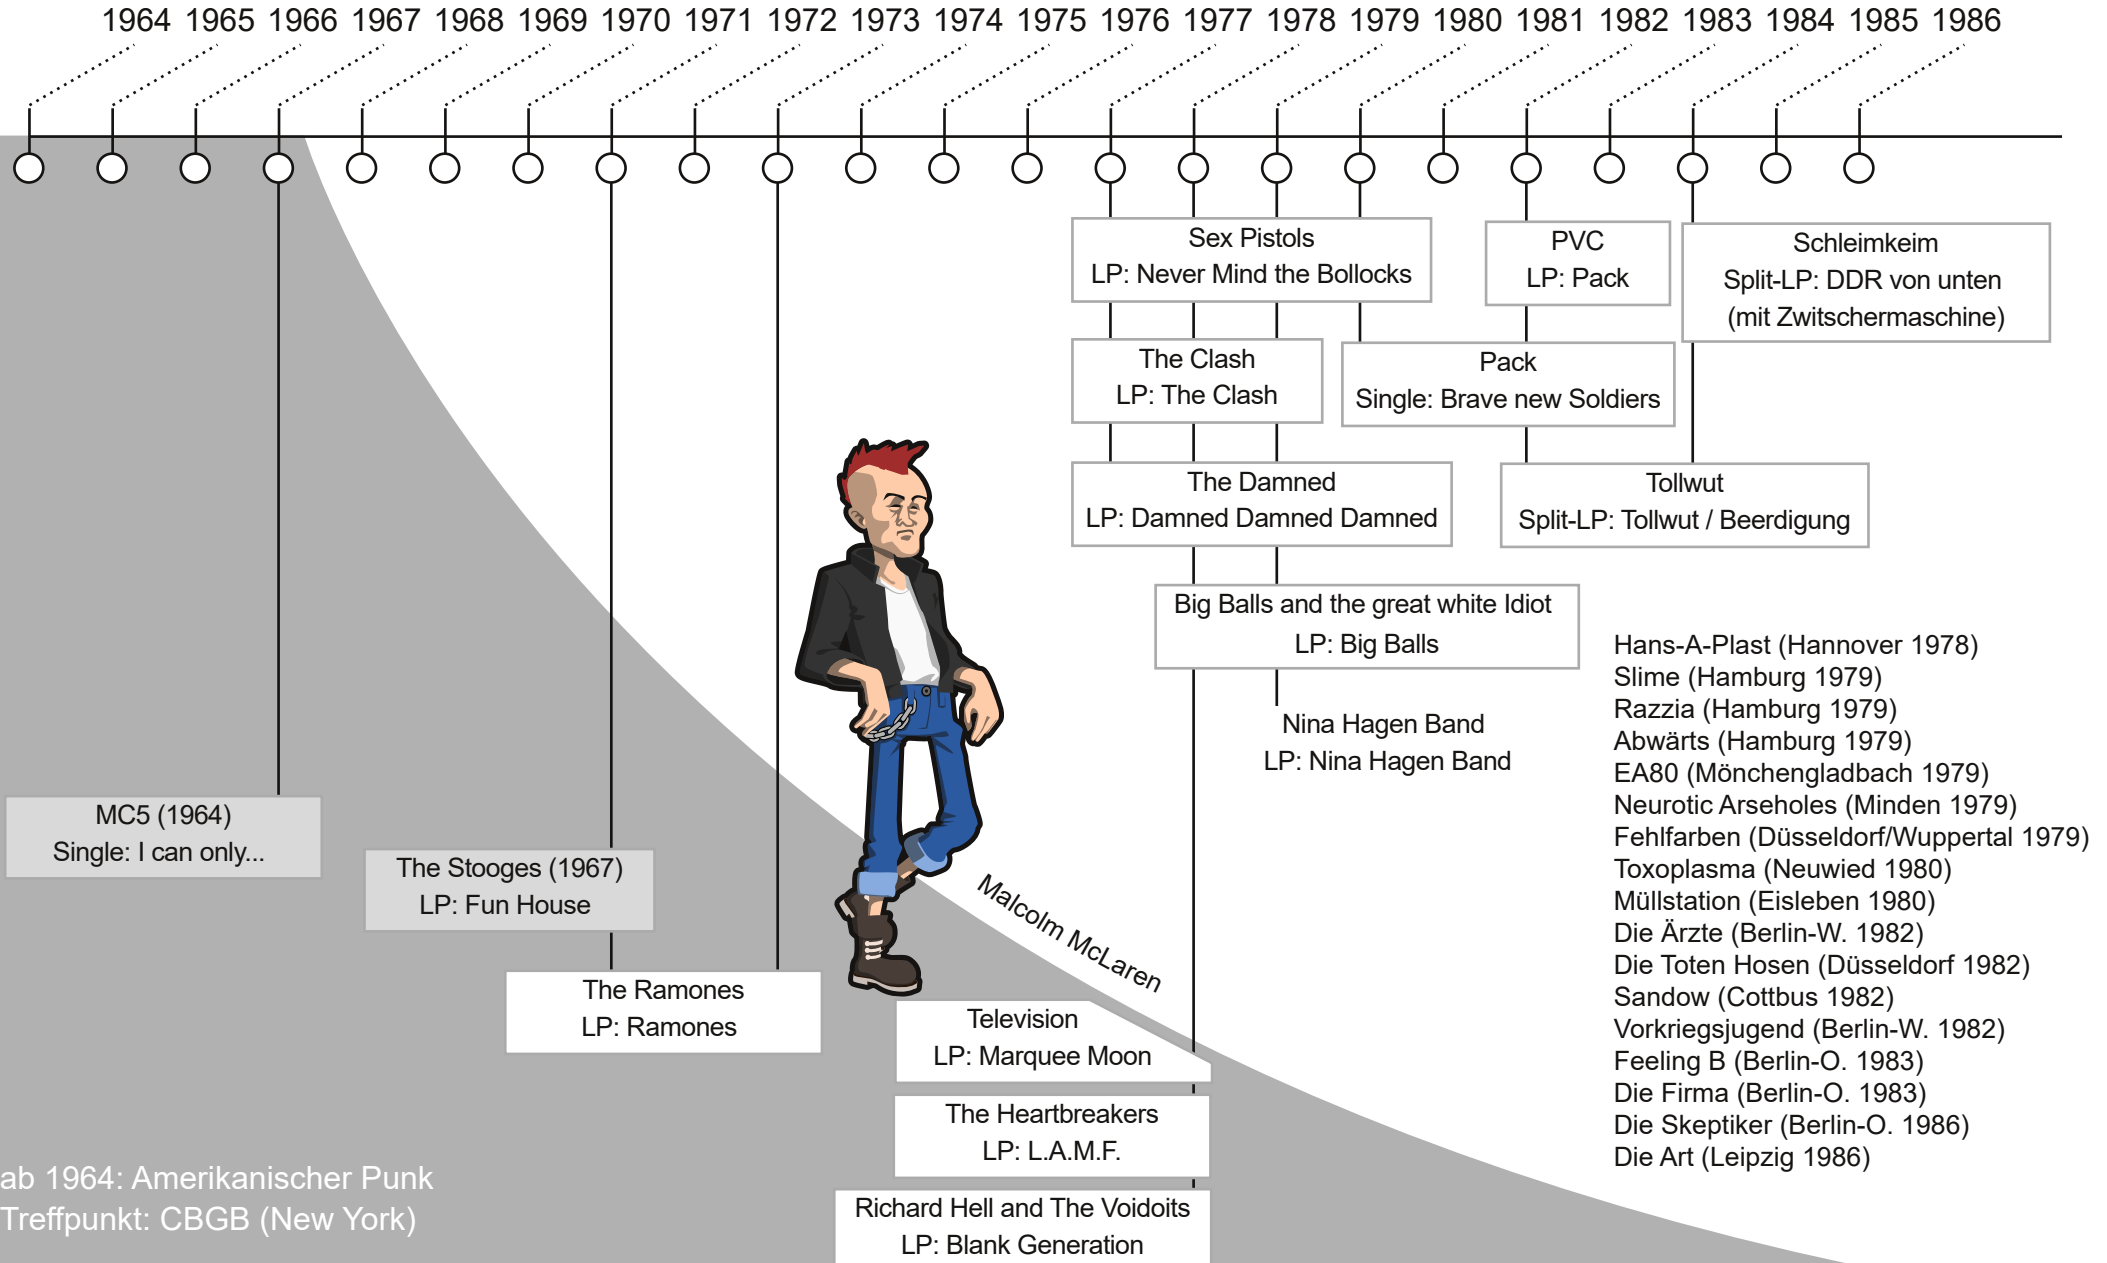 1964 1965 1966 1967 1968 1969 1970 1971 1972 1973 1974 1975 1976 1977 1978 1979 1980 1981 1982 1983 1984 1985 1986
Sex Pistols
LP: Never Mind the Bollocks
PVC
LP: Pack
Schleimkeim
Split-LP: DDR von unten
(mit Zwitschermaschine)
The Clash
LP: The Clash
Pack
Single: Brave new Soldiers
The Damned
LP: Damned Damned Damned
Tollwut
Split-LP: Tollwut / Beerdigung
Big Balls and the great white Idiot
LP: Big Balls
Nina Hagen Band
LP: Nina Hagen Band
Hans-A-Plast (Hannover 1978)
Slime (Hamburg 1979)
Razzia (Hamburg 1979)
Abwärts (Hamburg 1979)
EA80 (Mönchengladbach 1979)
Neurotic Arseholes (Minden 1979)
Fehlfarben (Düsseldorf/Wuppertal 1979)
Toxoplasma (Neuwied 1980)
Müllstation (Eisleben 1980)
Die Ärzte (Berlin-W. 1982)
Die Toten Hosen (Düsseldorf 1982)
Sandow (Cottbus 1982)
Vorkriegsjugend (Berlin-W. 1982)
Feeling B (Berlin-O. 1983)
Die Firma (Berlin-O. 1983)
Die Skeptiker (Berlin-O. 1986)
Die Art (Leipzig 1986)
MC5 (1964)
Single: I can only...
The Stooges (1967)
LP: Fun House
The Ramones
LP: Ramones
Malcolm McLaren
Television
LP: Marquee Moon
The Heartbreakers
LP: L.A.M.F.
Richard Hell and The Voidoits
LP: Blank Generation
ab 1964: Amerikanischer Punk
Treffpunkt: CBGB (New York)